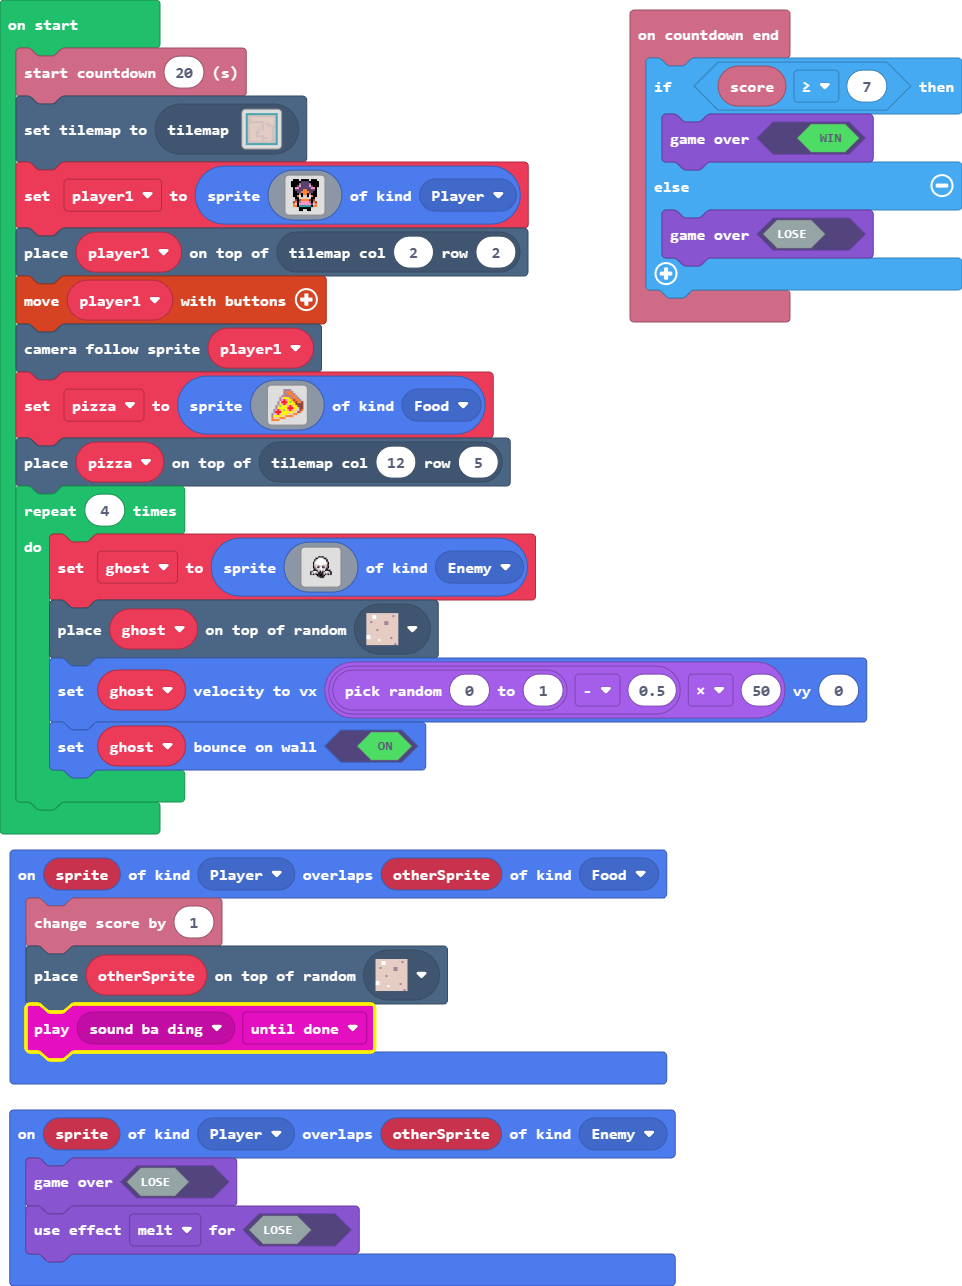 on start
start countdown 20 (s)
set tilemap to tilemap
set player1 to sprite of kind Player
place player1 on top of tilemap col 2 row 2
move player1 with buttons
camera follow sprite player1
set pizza to sprite of kind Food
place pizza on top of tilemap col 12 row 5
repeat 4 times
do
set ghost to sprite of kind Enemy
place ghost on top of random
set ghost velocity to vx pick random 0 to 1 - 0.5 × 50 vy 0
set ghost bounce on wall ON
on countdown end
if score ≥ 7 then
game over WIN
else
game over LOSE
on sprite of kind Player overlaps otherSprite of kind Food
change score by 1
place otherSprite on top of random
play sound ba ding until done
on sprite of kind Player overlaps otherSprite of kind Enemy
game over LOSE
use effect melt for LOSE